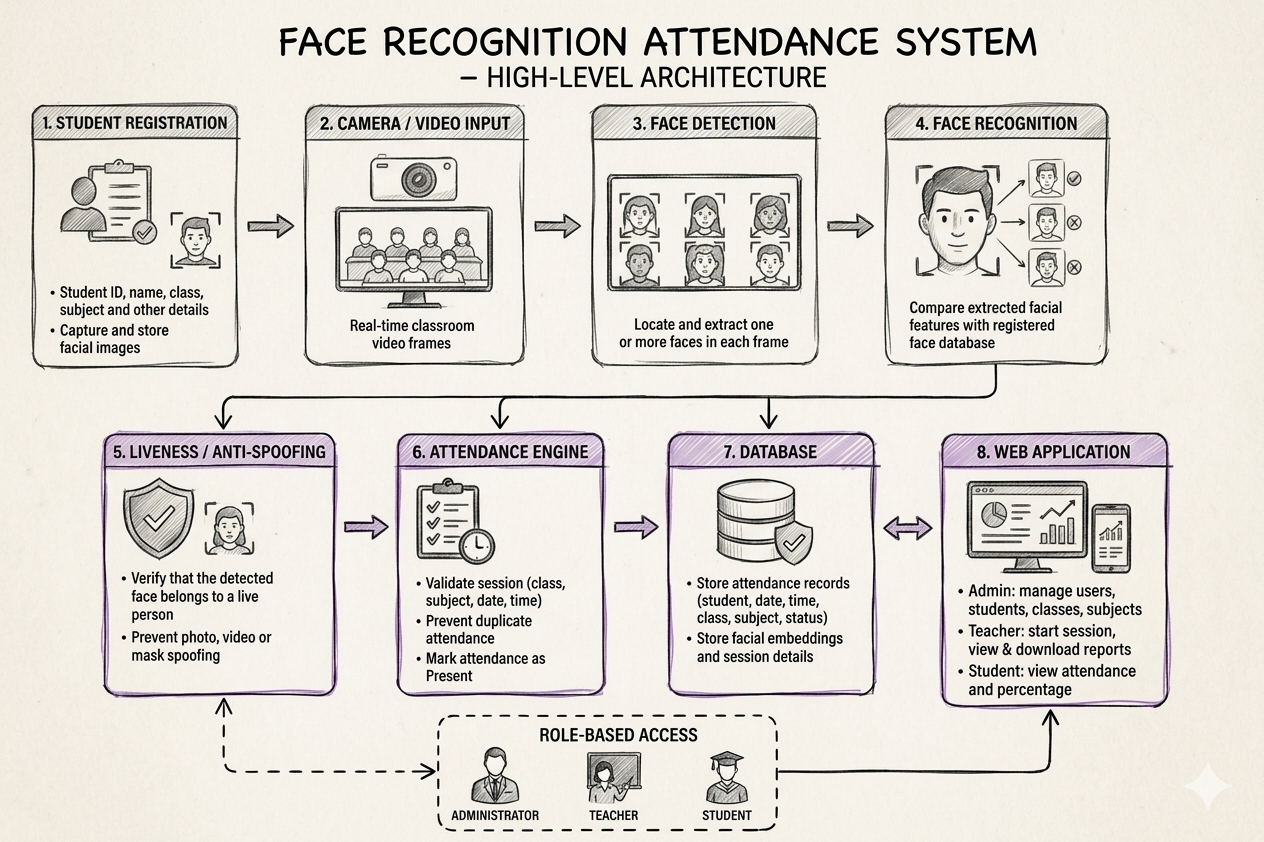 FACE RECOGNITION ATTENDANCE SYSTEM
– HIGH-LEVEL ARCHITECTURE
1. STUDENT REGISTRATION
• Student ID, name, class,
subject and other details
• Capture and store
facial images
2. CAMERA / VIDEO INPUT
Real-time classroom
video frames
3. FACE DETECTION
Locate and extract one
or more faces in each frame
4. FACE RECOGNITION
Compare extrected facial
features with registered
face database
5. LIVENESS / ANTI-SPOOFING
• Verify that the detected
face belongs to a live
person
• Prevent photo, video or
mask spoofing
6. ATTENDANCE ENGINE
• Validate session (class,
subject, date, time)
• Prevent duplicate
attendance
• Mark attendance as
Present
7. DATABASE
• Store attendance records
(student, date, time,
class, subject, status)
• Store facial embeddings
and session details
8. WEB APPLICATION
• Admin: manage users,
students, classes, subjects
• Teacher: start session,
view & download reports
• Student: view attendance
and percentage
ROLE-BASED ACCESS
ADMINISTRATOR
TEACHER
STUDENT